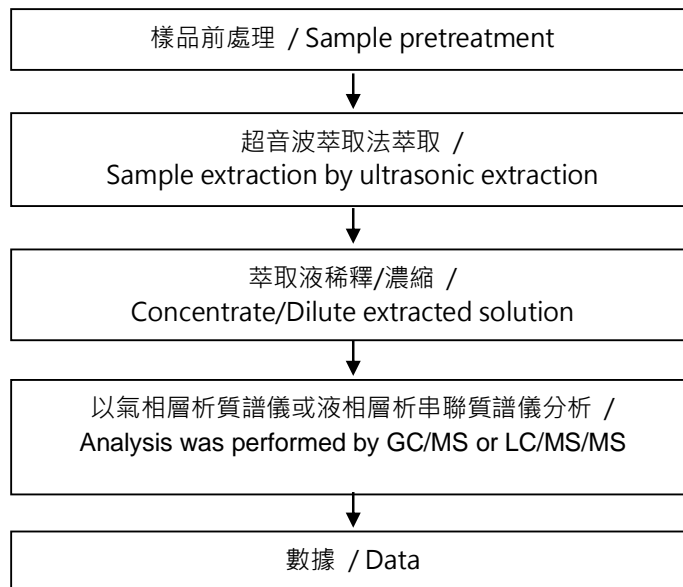 樣品前處理 / Sample pretreatment
超音波萃取法萃取 /
Sample extraction by ultrasonic extraction
萃取液稀釋/濃縮 /
Concentrate/Dilute extracted solution
以氣相層析質譜儀或液相層析串聯質譜儀分析 /
Analysis was performed by GC/MS or LC/MS/MS
數據 / Data